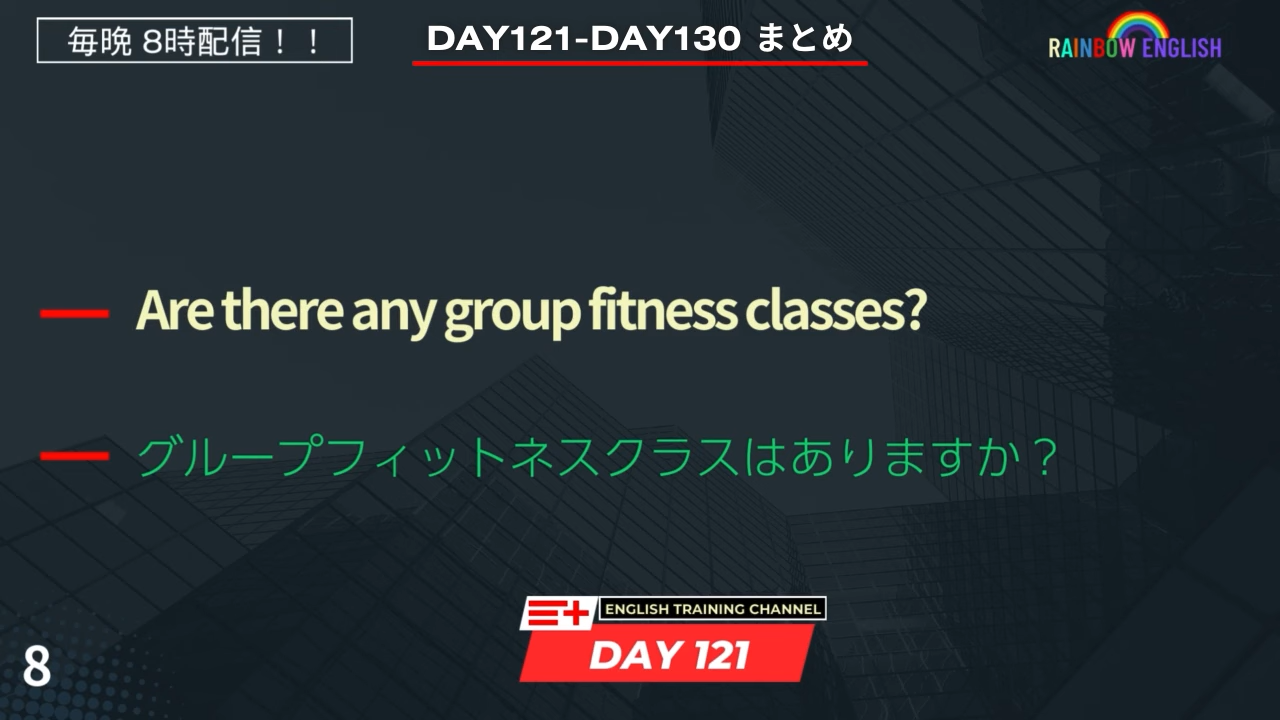 毎晩 8時配信！！
DAY121-DAY130 まとめ
RAINBOW ENGLISH
Are there any group fitness classes?
グループフィットネスクラスはありますか？
ENGLISH TRAINING CHANNEL
DAY 121
8